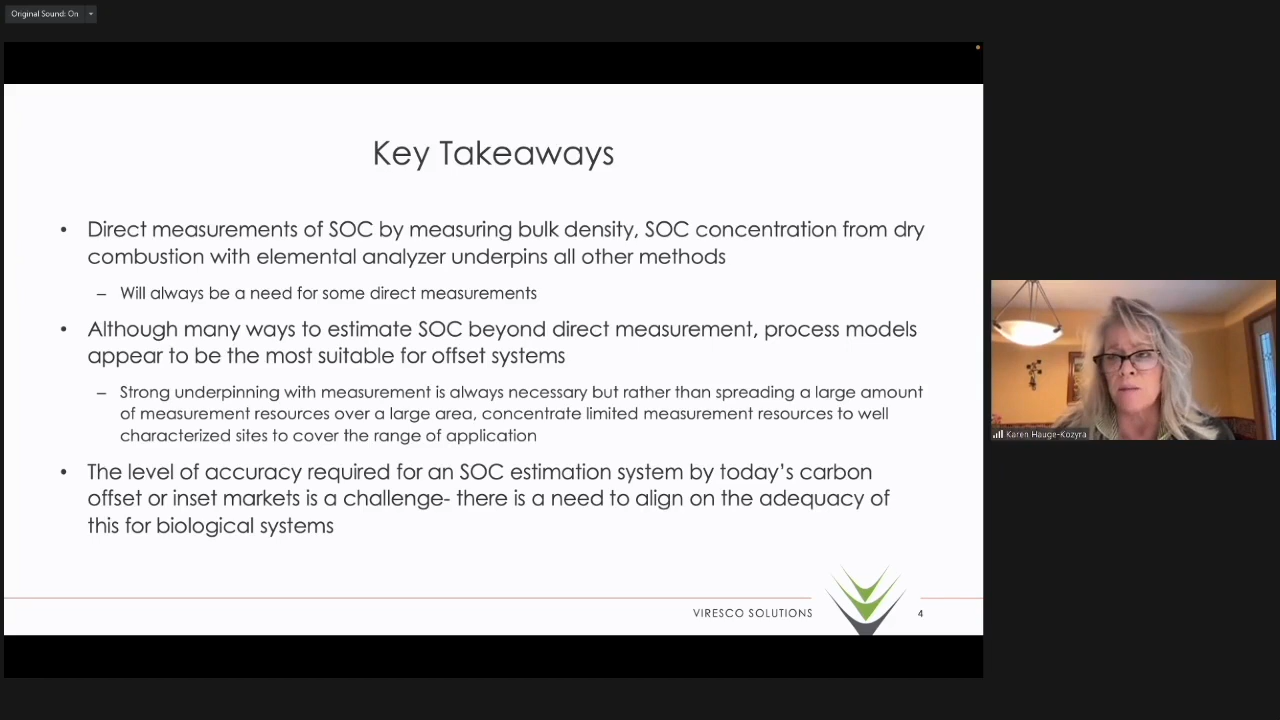 Original Sound: On
Key Takeaways
• Direct measurements of SOC by measuring bulk density, SOC concentration from dry
combustion with elemental analyzer underpins all other methods
– Will always be a need for some direct measurements
• Although many ways to estimate SOC beyond direct measurement, process models
appear to be the most suitable for offset systems
– Strong underpinning with measurement is always necessary but rather than spreading a large amount
of measurement resources over a large area, concentrate limited measurement resources to well
characterized sites to cover the range of application
• The level of accuracy required for an SOC estimation system by today's carbon
offset or inset markets is a challenge- there is a need to align on the adequacy of
this for biological systems
VIRESCO SOLUTIONS
4
Karen Hauge-Kozyra